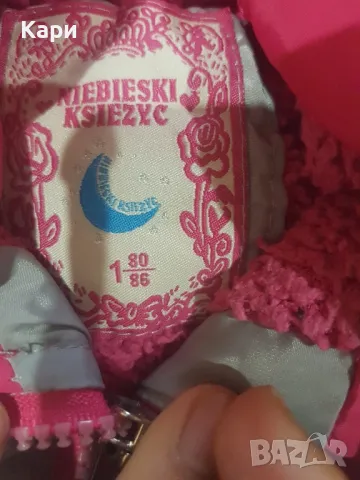 Кари
NIEBIESKI
KSIEZYC
NIEBIESKI KSIEZYC
1 80/86
BAZAR